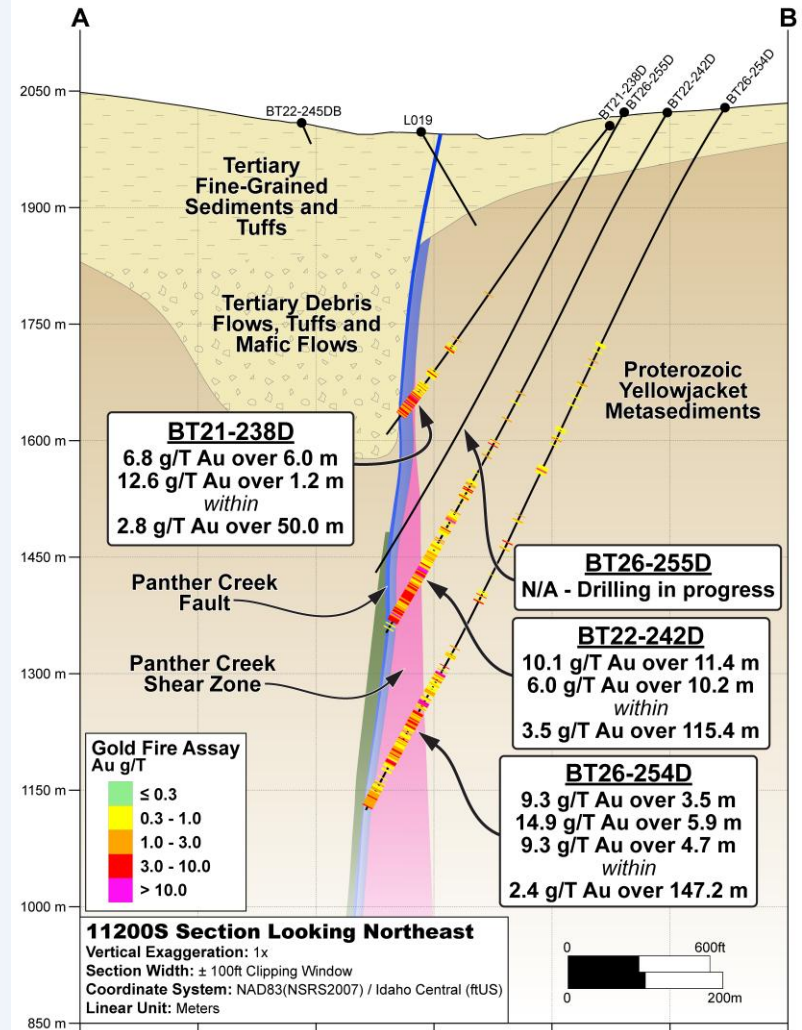 A
B
2050 m
1900 m
1750 m
1600 m
1450 m
1300 m
1150 m
1000 m
850 m
BT22-245DB
L019
BT21-238D
BT26-255D
BT22-242D
BT26-254D
Tertiary
Fine-Grained
Sediments and
Tuffs
Tertiary Debris
Flows, Tuffs and
Mafic Flows
Proterozoic
Yellowjacket
Metasediments
BT21-238D
6.8 g/T Au over 6.0 m
12.6 g/T Au over 1.2 m
within
2.8 g/T Au over 50.0 m
Panther Creek
Fault
Panther Creek
Shear Zone
BT26-255D
N/A - Drilling in progress
BT22-242D
10.1 g/T Au over 11.4 m
6.0 g/T Au over 10.2 m
within
3.5 g/T Au over 115.4 m
BT26-254D
9.3 g/T Au over 3.5 m
14.9 g/T Au over 5.9 m
9.3 g/T Au over 4.7 m
within
2.4 g/T Au over 147.2 m
Gold Fire Assay
Au g/T
≤ 0.3
0.3 - 1.0
1.0 - 3.0
3.0 - 10.0
> 10.0
11200S Section Looking Northeast
Vertical Exaggeration: 1x
Section Width: ± 100ft Clipping Window
Coordinate System: NAD83(NSRS2007) / Idaho Central (ftUS)
Linear Unit: Meters
0 600ft
0 200m